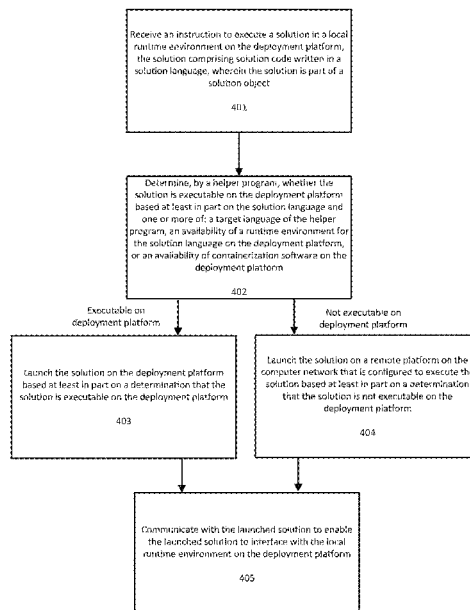 Receive an instruction to execute a solution in a local
runtime environment on the deployment platform,
the solution comprising solution code written in a
solution language, wherein the solution is part of a
solution object
401
Determine, by a helper program, whether the
solution is executable on the deployment platform
based at least in part on the solution language and
one or more of: a target language of the helper
program, an availability of a runtime environment for
the solution language on the deployment platform,
or an availability of containerization software on the
deployment platform
402
Executable on
deployment platform
Not executable on
deployment platform
Launch the solution on the deployment platform
based at least in part on a determination that the
solution is executable on the deployment platform
403
Launch the solution on a remote platform on the
computer network that is configured to execute the
solution based at least in part on a determination
that the solution is not executable on the
deployment platform
404
Communicate with the launched solution to enable
the launched solution to interface with the local
runtime environment on the deployment platform
405